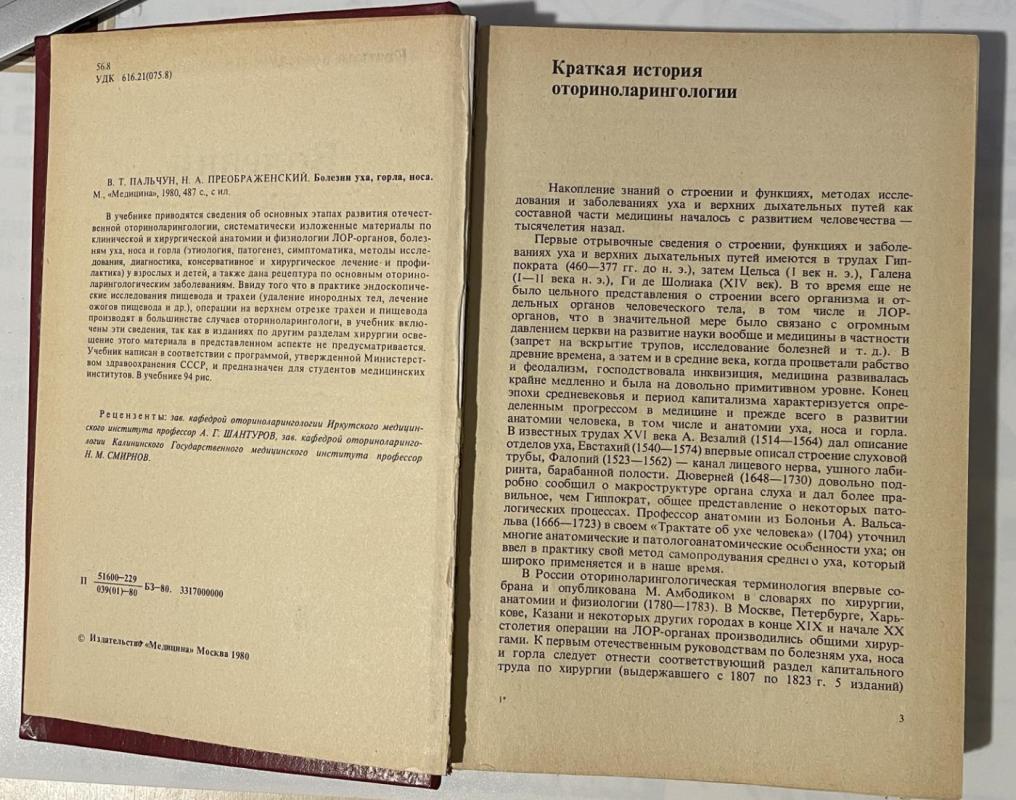 56.8
УДК 616.21(075.8)
В. Т. ПАЛЬЧУН, Н. А. ПРЕОБРАЖЕНСКИЙ. Болезни уха, горла, носа.
М., «Медицина», 1980, 487 с., с ил.
В учебнике приводятся сведения об основных этапах развития отечест-
венной оториноларингологии, систематически изложенные материалы по
клинической и хирургической анатомии и физиологии ЛОР-органов, болез-
ням уха, носа и горла (этиология, патогенез, симптоматика, методы исследо-
дования, диагностика, консервативное и хирургическое лечение и профи-
лактика) у взрослых и детей, а также дана рецептура по основным оторино-
ларингологическим заболеваниям. Ввиду того что в практике эндоскопиче-
ские исследования пищевода и трахеи (удаление инородных тел, лечение
ожогов пищевода и др.), операции на верхнем отрезке трахеи и пищевода
производят в большинстве случаев оториноларингологи, в учебник вклю-
чены эти сведения, так как в изданиях по другим разделам хирургии осве-
щение этого материала в представленном аспекте не предусматривается.
Учебник написан в соответствии с программой, утвержденной Министерст-
вом здравоохранения СССР, и предназначен для студентов медицинских
институтов. В учебнике 94 рис.
Рецензенты: зав. кафедрой оториноларингологии Иркутского медицин-
ского института профессор А. Г. ШАНТУРОВ, зав. кафедрой оториноларинго-
логии Калининского Государственного медицинского института профессор
Н. М. СМИРНОВ.
П 51600—229
039(01)—80 БЗ—80. 3317000000
© Издательство «Медицина» Москва 1980
Краткая история
оториноларингологии
Накопление знаний о строении и функциях, методах иссле-
дования и заболеваниях уха и верхних дыхательных путей как
составной части медицины началось с развитием человечества —
тысячелетия назад.
Первые отрывочные сведения о строении, функциях и заболе-
ваниях уха и верхних дыхательных путей имеются в трудах Гип-
пократа (460—377 гг. до н. э.), затем Цельса (I век н. э.), Галена
(I—II века н. э.), Ги де Шолиака (XIV век). В то время еще не
было цельного представления о строении всего организма и от-
дельных органов человеческого тела, в том числе и ЛОР-
органов, что в значительной мере было связано с огромным
давлением церкви на развитие науки вообще и медицины в частности
(запрет на вскрытие трупов, исследование болезней и т. д.). В
древние времена, а затем и в средние века, когда процветали рабство
и феодализм, господствовала инквизиция, медицина развивалась
крайне медленно и была на довольно примитивном уровне. Конец
эпохи средневековья и период капитализма характеризуется опре-
деленным прогрессом в медицине и прежде всего в развитии
анатомии человека, в том числе и анатомии уха, носа и горла.
В известных трудах XVI века А. Везалий (1514—1564) дал описание
отделов уха, Евстахий (1540—1574) впервые описал строение слуховой
трубы, Фалопий (1523—1562) — канал лицевого нерва, ушного лаби-
ринта, барабанной полости. Дюверней (1648—1730) довольно под-
робно сообщил о макроструктуре органа слуха и дал более пра-
вильное, чем Гиппократ, общее представление о некоторых пато-
логических процессах. Профессор анатомии из Болоньи А. Вальса-
льва (1666—1723) в своем «Трактате об ухе человека» (1704) уточнил
многие анатомические и патологоанатомические особенности уха; он
ввел в практику свой метод самопродувания среднего уха, который
широко применяется и в наше время.
В России оториноларингологическая терминология впервые со-
брана и опубликована М. Амбодиком в словарях по хирургии,
анатомии и физиологии (1780—1783). В Москве, Петербурге, Харь-
кове, Казани и некоторых других городах в конце XIX и начале XX
столетия операции на ЛОР-органах производились общими хирур-
гами. К первым отечественным руководствам по болезням уха, носа
и горла следует отнести соответствующий раздел капитального
труда по хирургии (выдержавшего с 1807 по 1823 г. 5 изданий)
1*
3